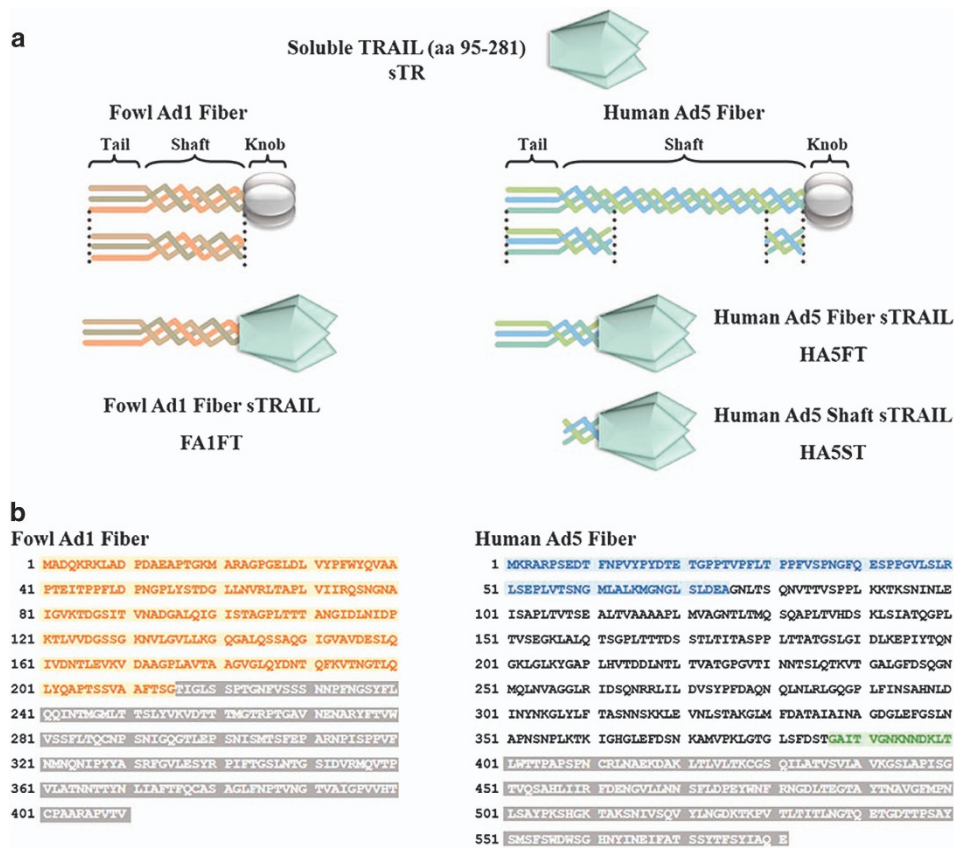 a
Soluble TRAIL (aa 95-281)
sTR
Fowl Ad1 Fiber
Tail Shaft Knob
Human Ad5 Fiber
Tail Shaft Knob
Fowl Ad1 Fiber sTRAIL
FA1FT
Human Ad5 Fiber sTRAIL
HA5FT
Human Ad5 Shaft sTRAIL
HA5ST
b
Fowl Ad1 Fiber
1 MADQKRKLAD PDAEAPTGKM ARAGPGELDL VYPFWYQVAA
41 PTEITPPFLD PNGPLYSTDG LLNVRLTAPL VIIRQSNGNA
81 IGVKTDGSIT VNADGALQIG ISTAGPLTTT ANGIDLNIDP
121 KTLVVDGSSG KNVLGVLLKG QGALQSSAQG IGVAVDESLQ
161 IVDNTLEVKV DAAGPLAVTA AGVGLQYDNT QFKVTNGTLQ
201 LYQAPTSSVA AFTSGTIGLS SPTGNFVSSS NNPFNGSYFL
241 QQINTMGMLT TSLYVKVDTT TMGTRPTGAV NENARYFTVW
281 VSSFLTQCNP SNIGQGTLEP SNISMTSFEP ARNPISPPVF
321 NMNQNIPYYA SRFGVLESYR PIFTGSLNTG SIDVRMQVTP
361 VLATNNTTYN LIAFTFQCAS AGLFNPTVNG TVAIGPVVHT
401 CPAARAPVTV
Human Ad5 Fiber
1 MKRARPSEDT FNPVYPYDTE TGPPTVPFLT PPFVSPNGFQ ESPPGVLSLR
51 LSEPLVTSNG MLALKMGNGL SLDEAGNLTS QNVTTVSPPL KKTKSNINLE
101 ISAPLTVTSE ALTVAAAAPL MVAGNTLTMQ SQAPLTVHDS KLSIATQGPL
151 TVSEGKLALQ TSGPLTTTDS STLTITASPP LTTATGSLGI DLKEPIYTQN
201 GKLGLKYGAP LHVTDDLNTL TVATGPGVTI NNTSLQTKVT GALGFDSQGN
251 MQLNVAGGLR IDSQNRRLIL DVSYPFDAQN QLNLRLGQGP LFINSAHNLD
301 INYNKGLYLF TASNNSKKLE VNLSTAKGLM FDATAIAINA GDGLEFGSLN
351 APNSNPLKTK IGHGLEFDSN KAMVPKLGTG LSFDSTGAIT VGNKNNDKLT
401 LWTTPAPSPN CRLNAEKDAK LTLVLTKCGS QILATVSVLA VKGSLAPISG
451 TVQSAHLIIR FDENGVLLNN SFLDPEYWNF RNGDLTEGTA YTNAVGFMPN
501 LSAYPKSHGK TAKSNIVSQV YLNGDKTKPV TLTITLNGTQ ETGDTTPSAY
551 SMSFSWDWSG HNYINEIFAT SSYTFSYIAQ E